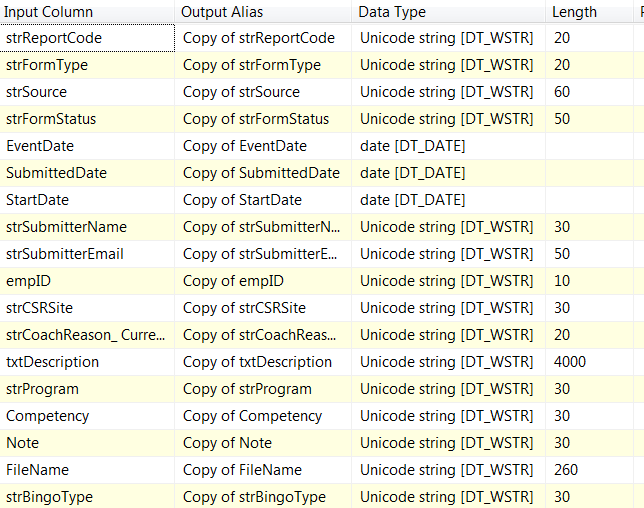 Input Column Output Alias Data Type Length
strReportCode Copy of strReportCode Unicode string [DT_WSTR] 20
strFormType Copy of strFormType Unicode string [DT_WSTR] 20
strSource Copy of strSource Unicode string [DT_WSTR] 60
strFormStatus Copy of strFormStatus Unicode string [DT_WSTR] 50
EventDate Copy of EventDate date [DT_DATE]
SubmittedDate Copy of SubmittedDate date [DT_DATE]
StartDate Copy of StartDate date [DT_DATE]
strSubmitterName Copy of strSubmitterN... Unicode string [DT_WSTR] 30
strSubmitterEmail Copy of strSubmitterE... Unicode string [DT_WSTR] 50
empID Copy of empID Unicode string [DT_WSTR] 10
strCSRSite Copy of strCSRSite Unicode string [DT_WSTR] 30
strCoachReason_ Curre... Copy of strCoachReas... Unicode string [DT_WSTR] 20
txtDescription Copy of txtDescription Unicode string [DT_WSTR] 4000
strProgram Copy of strProgram Unicode string [DT_WSTR] 30
Competency Copy of Competency Unicode string [DT_WSTR] 30
Note Copy of Note Unicode string [DT_WSTR] 30
FileName Copy of FileName Unicode string [DT_WSTR] 260
strBingoType Copy of strBingoType Unicode string [DT_WSTR] 30